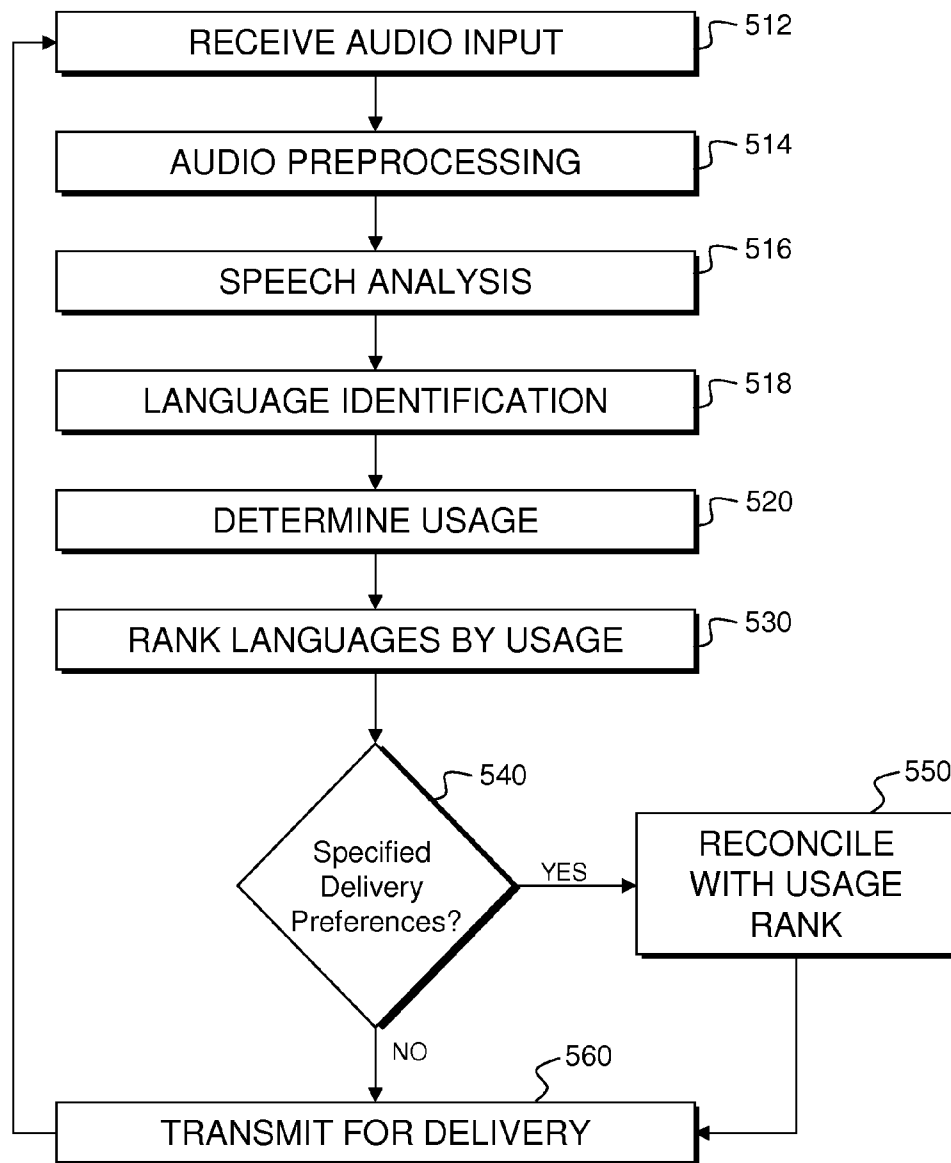 RECEIVE AUDIO INPUT
512
AUDIO PREPROCESSING
514
SPEECH ANALYSIS
516
LANGUAGE IDENTIFICATION
518
DETERMINE USAGE
520
RANK LANGUAGES BY USAGE
530
540
Specified
Delivery
Preferences?
YES
550
RECONCILE
WITH USAGE
RANK
NO
560
TRANSMIT FOR DELIVERY